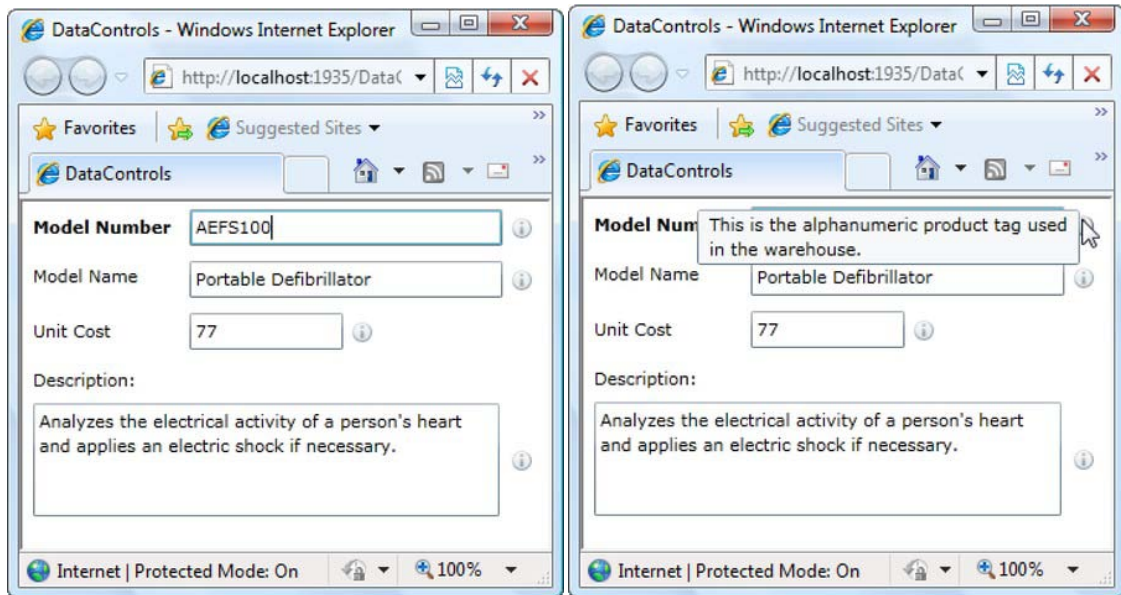 DataControls - Windows Internet Explorer
http://localhost:1935/DataC
Favorites
Suggested Sites
DataControls
Model Number
AEFS100
Model Name
Portable Defibrillator
Unit Cost
77
Description:
Analyzes the electrical activity of a person's heart
and applies an electric shock if necessary.
Internet | Protected Mode: On
100%
DataControls - Windows Internet Explorer
http://localhost:1935/Data(
Favorites
Suggested Sites
DataControls
Model Num
This is the alphanumeric product tag used
in the warehouse.
Model Name
Portable Defibrillator
Unit Cost
77
Description:
Analyzes the electrical activity of a person's heart
and applies an electric shock if necessary.
Internet | Protected Mode: On
100%